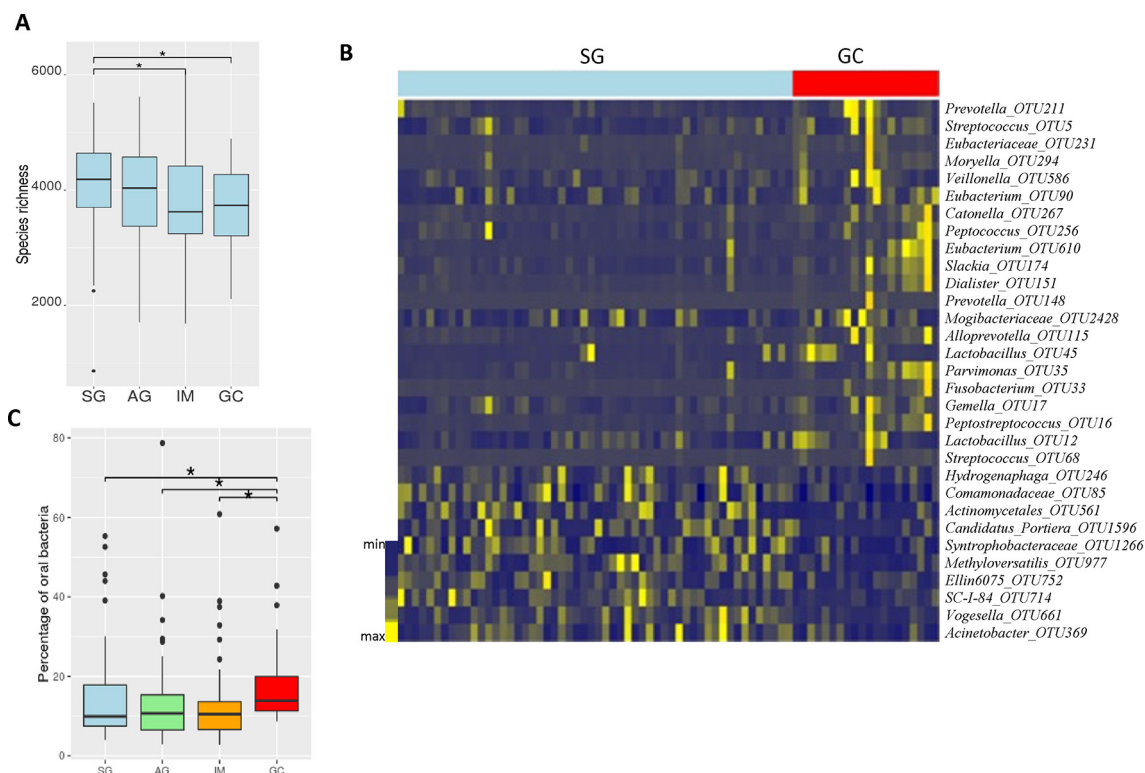 A
*
*
6000
4000
2000
Species richness
SG AG IM GC
B
SG GC
Prevotella_OTU211
Streptococcus_OTU5
Eubacteriaceae_OTU231
Moryella_OTU294
Veillonella_OTU586
Eubacterium_OTU90
Catonella_OTU267
Peptococcus_OTU256
Eubacterium_OTU610
Slackia_OTU174
Dialister_OTU151
Prevotella_OTU148
Mogibacteriaceae_OTU2428
Alloprevotella_OTU115
Lactobacillus_OTU45
Parvimonas_OTU35
Fusobacterium_OTU33
Gemella_OTU17
Peptostreptococcus_OTU16
Lactobacillus_OTU12
Streptococcus_OTU68
Hydrogenaphaga_OTU246
Comamonadaceae_OTU85
Actinomycetales_OTU561
Candidatus_Portiera_OTU1596
Syntrophobacteraceae_OTU1266
Methyloversatilis_OTU977
Ellin6075_OTU752
SC-I-84_OTU714
Vogesella_OTU661
Acinetobacter_OTU369
min
max
C
*
*
*
80
60
40
20
0
Percentage of oral bacteria
SG AG IM GC